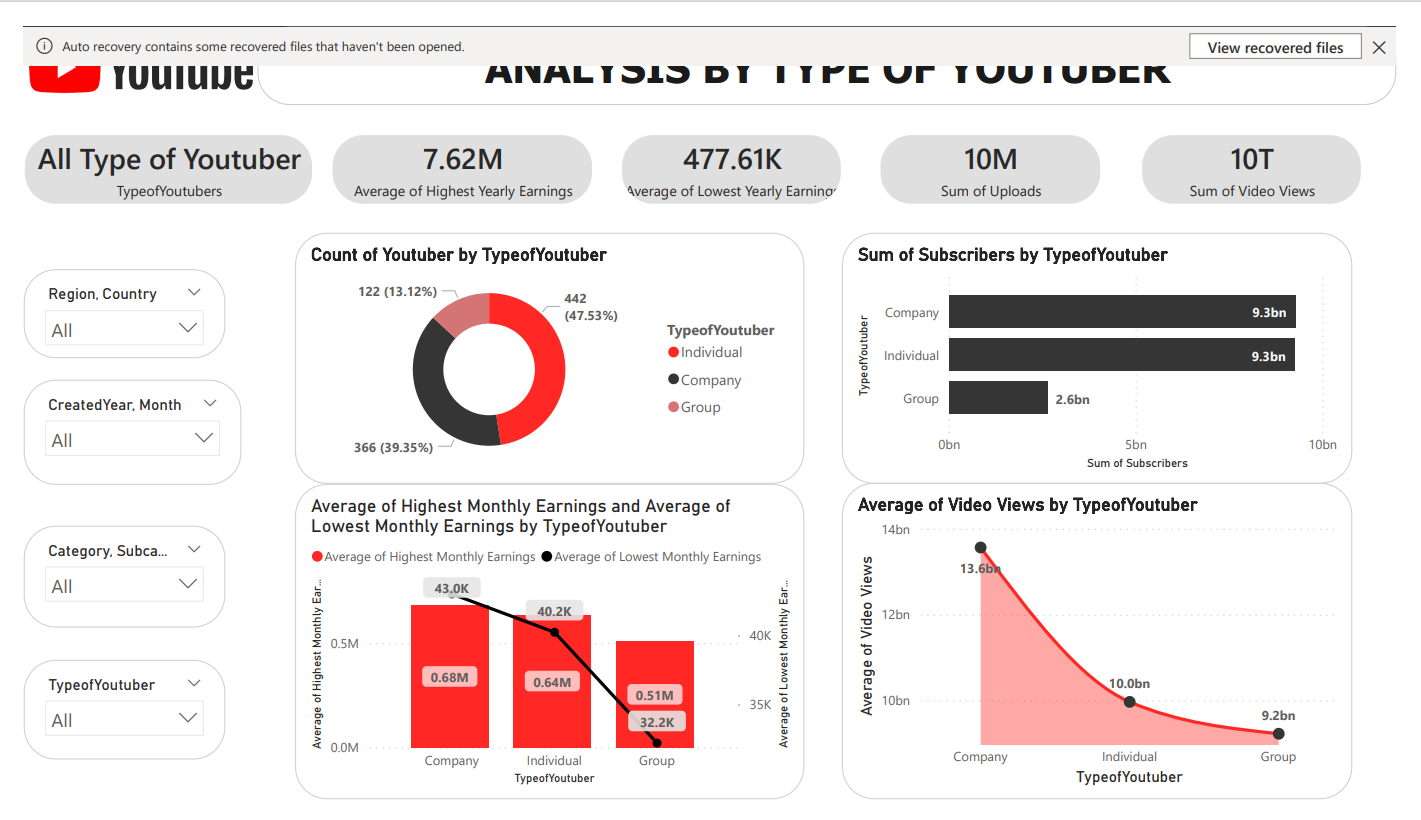 Auto recovery contains some recovered files that haven't been opened.
View recovered files
YouTube
ANALYSIS BY TYPE OF YOUTUBER
All Type of Youtuber
TypeofYoutubers
7.62M
Average of Highest Yearly Earnings
477.61K
Average of Lowest Yearly Earning
10M
Sum of Uploads
10T
Sum of Video Views
Region, Country
All
CreatedYear, Month
All
Category, Subca...
All
TypeofYoutuber
All
Count of Youtuber by TypeofYoutuber
122 (13.12%)
442
(47.53%)
366 (39.35%)
TypeofYoutuber
Individual
Company
Group
Sum of Subscribers by TypeofYoutuber
TypeofYoutuber
Company
9.3bn
Individual
9.3bn
Group
2.6bn
0bn
5bn
10bn
Sum of Subscribers
Average of Highest Monthly Earnings and Average of
Lowest Monthly Earnings by TypeofYoutuber
Average of Highest Monthly Earnings
Average of Lowest Monthly Earnings
Average of Highest Monthly Ear...
0.5M
0.0M
43.0K
40.2K
0.68M
0.64M
0.51M
32.2K
40K
35K
Average of Lowest Monthly Ear...
Company
Individual
Group
TypeofYoutuber
Average of Video Views by TypeofYoutuber
Average of Video Views
14bn
12bn
10bn
13.6bn
10.0bn
9.2bn
Company
Individual
Group
TypeofYoutuber